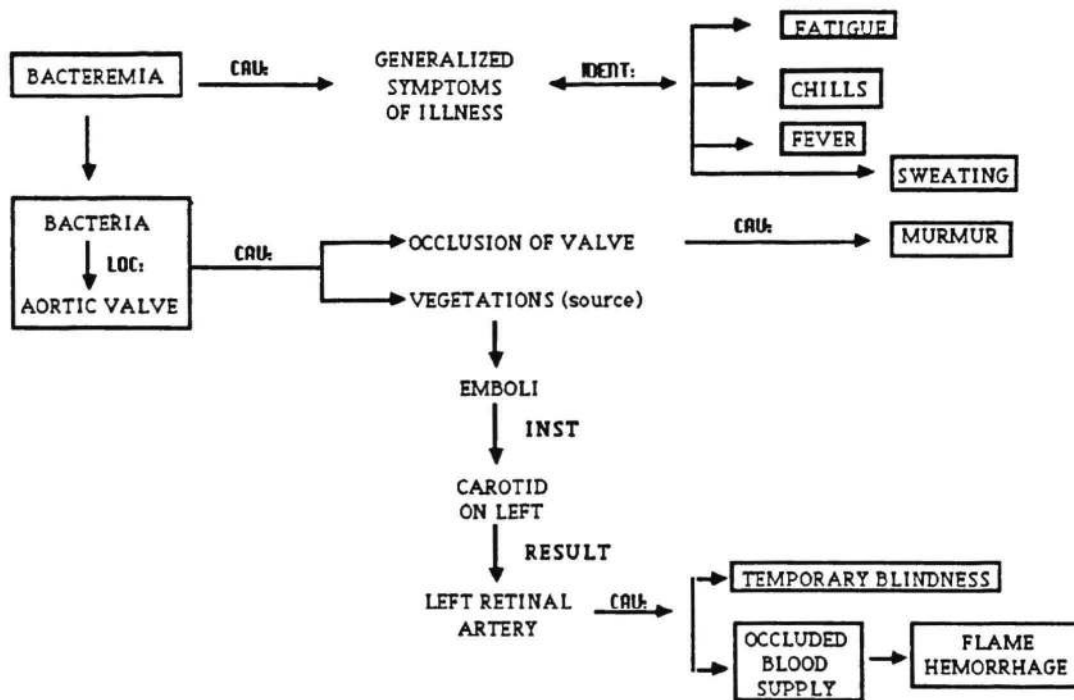 FATIGUE
BACTEREMIA
CAU:
GENERALIZED
SYMPTOMS
OF ILLNESS
IDENT:
CHILLS
FEVER
SWEATING
BACTERIA
LOC:
AORTIC VALVE
CAU:
OCCLUSION OF VALVE
CAU:
MURMUR
VEGETATIONS (source)
EMBOLI
INST
CAROTID
ON LEFT
RESULT
LEFT RETINAL
ARTERY
CAU:
TEMPORARY BLINDNESS
OCCLUDED
BLOOD
SUPPLY
FLAME
HEMORRHAGE